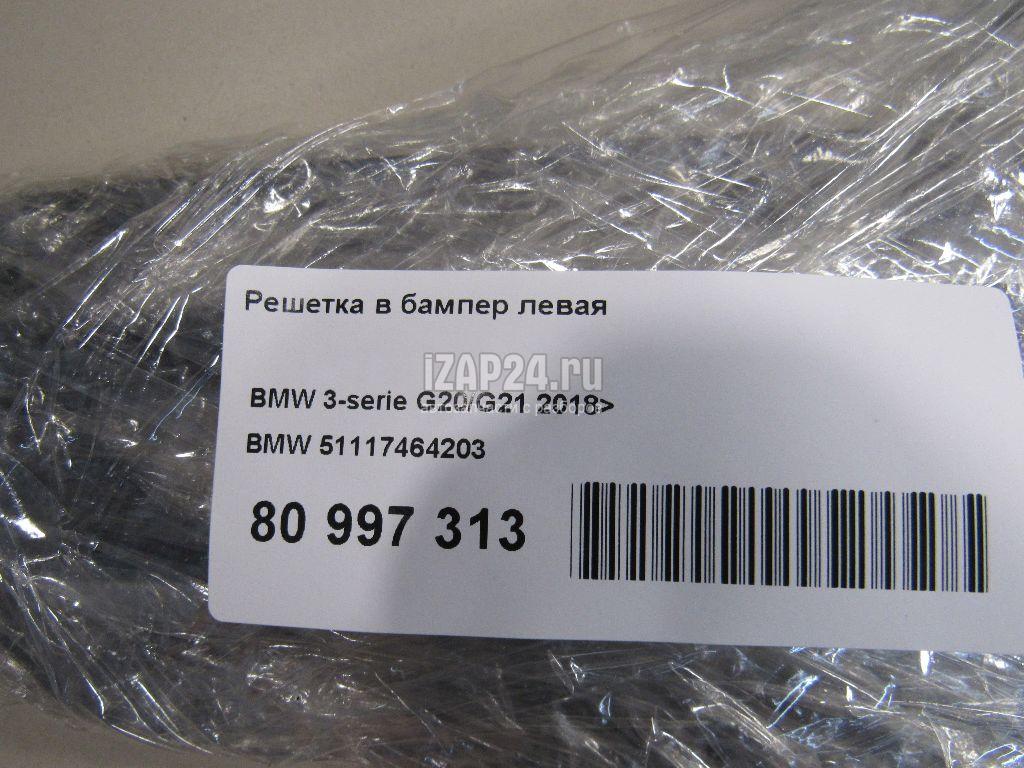 Решетка в бампер левая
iZAP24.ru
BMW 3-serie G20/G21 2018>
BMW 51117464203
80 997 313